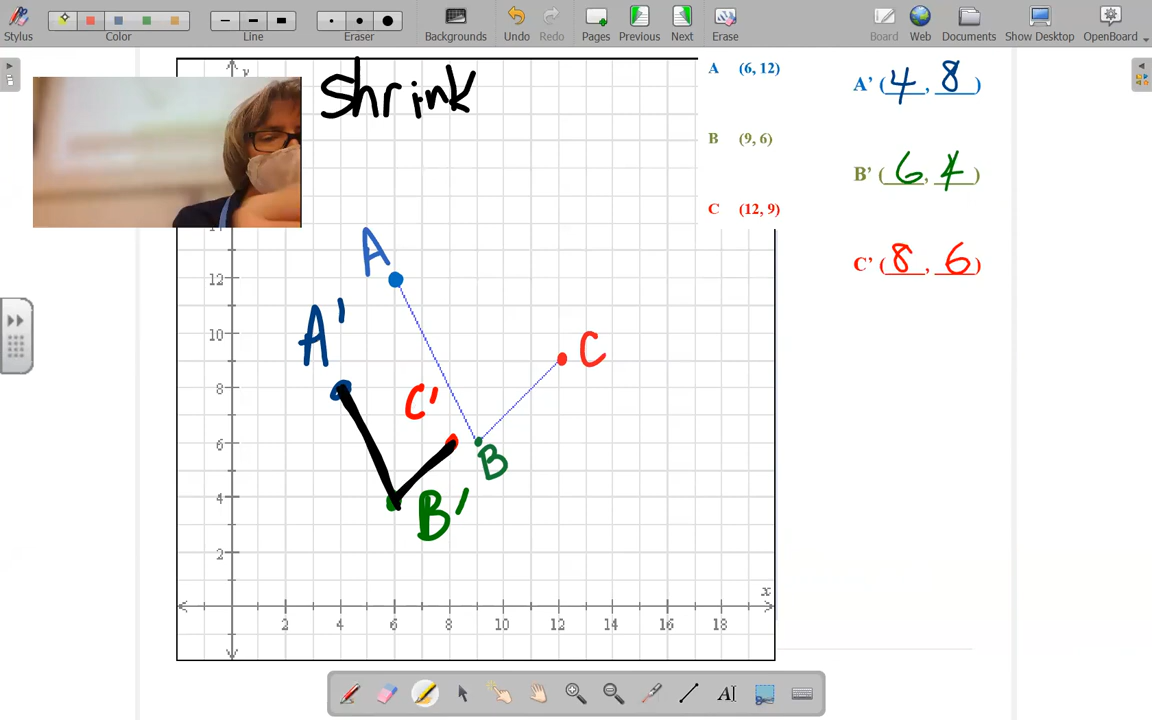 Stylus Color Line Eraser Backgrounds Undo Redo Pages Previous Next Erase Board Web Documents Show Desktop OpenBoard
y
shrink
A (6, 12) A' (4, 8)
B (9, 6) B' (6, 4)
C (12, 9) C' (8, 6)
14
A
12
A'
10
C
8
C'
6
B
4
B'
2
x
2 4 6 8 10 12 14 16 18